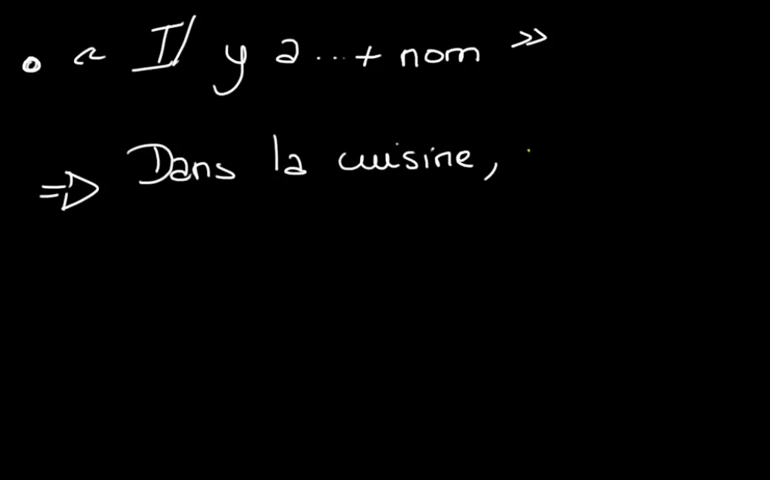 • « Il y a ... + nom »
⇒ Dans la cuisine,